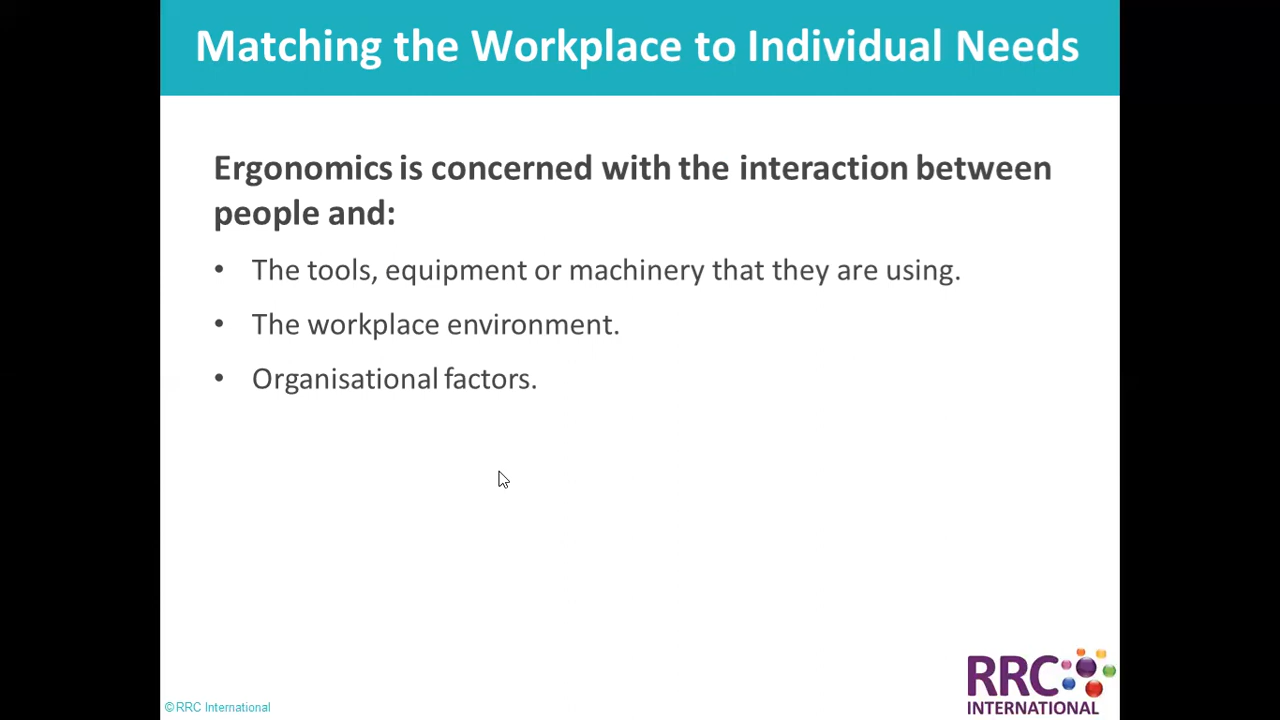 Matching the Workplace to Individual Needs
Ergonomics is concerned with the interaction between
people and:
• The tools, equipment or machinery that they are using.
• The workplace environment.
• Organisational factors.
RRC
INTERNATIONAL
©RRC International